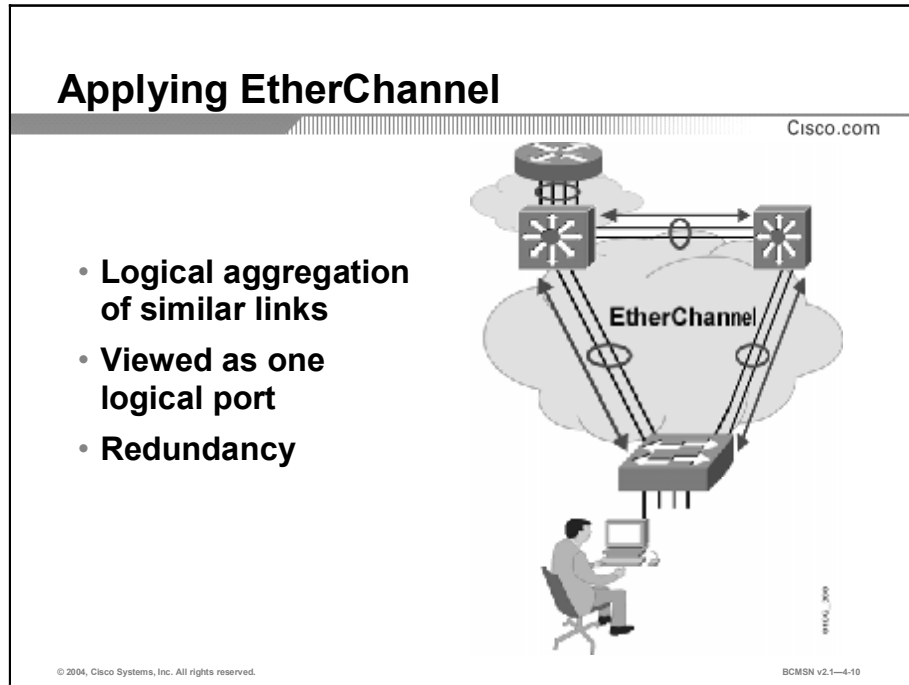 Applying EtherChannel
Cisco.com
• Logical aggregation
of similar links
• Viewed as one
logical port
• Redundancy
EtherChannel
© 2004, Cisco Systems, Inc. All rights reserved.
BCMSN v2.1—4-10